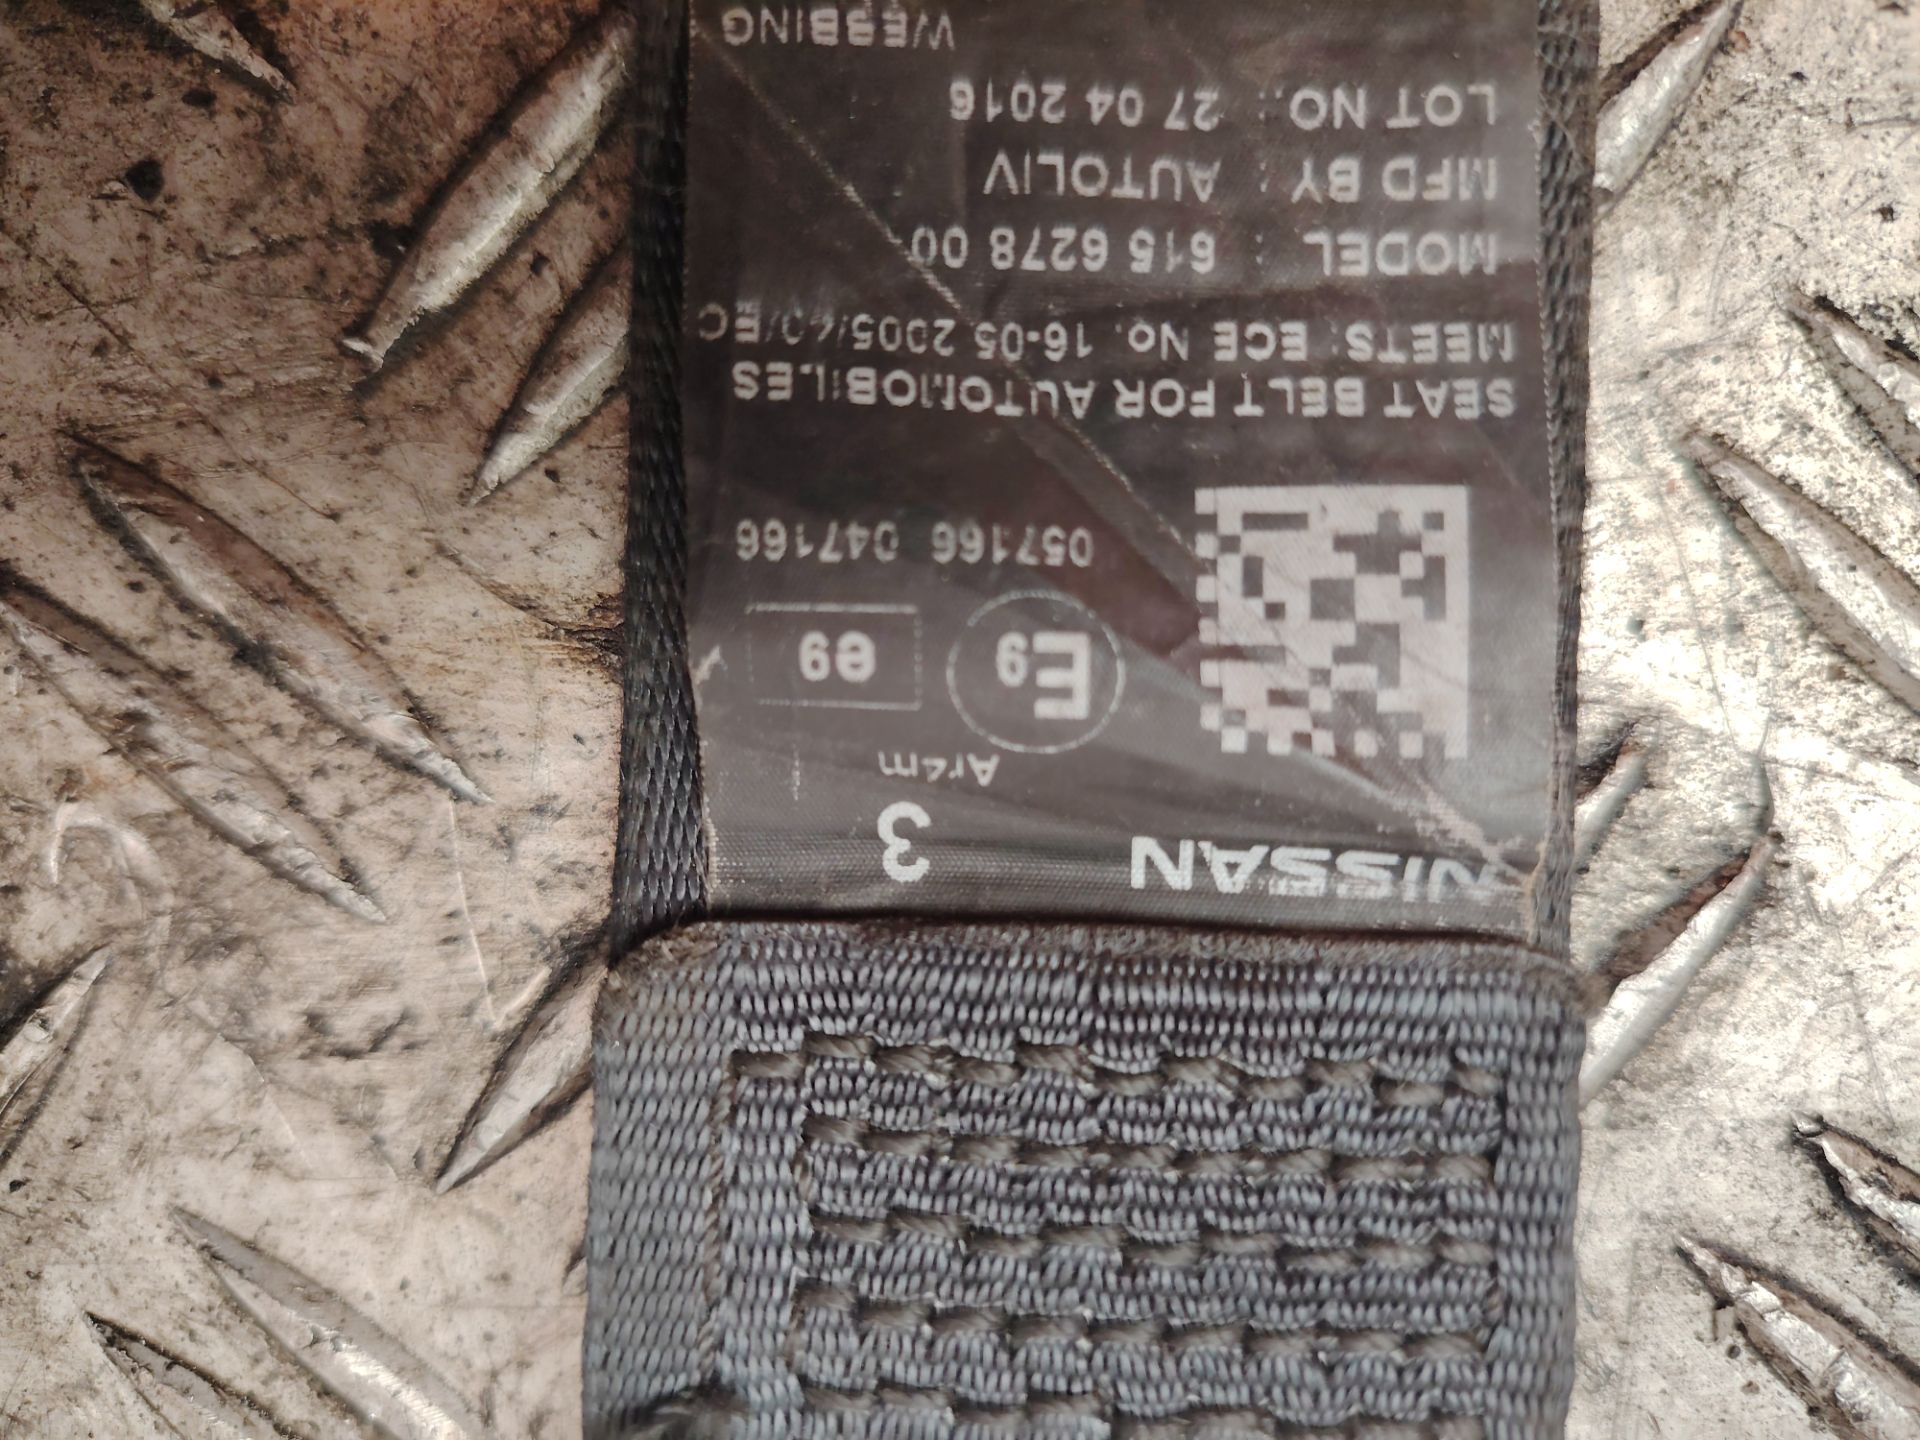 NISSAN 3
Ar4m
E9 e9
057166 047166
SEAT BELT FOR AUTOMOBILES
MEETS: ECE No. 16-05 2005/40/EC
MODEL : 615 6278 00
MFD BY : AUTOLIV
LOT NO. : 27 04 2016
WEBBING